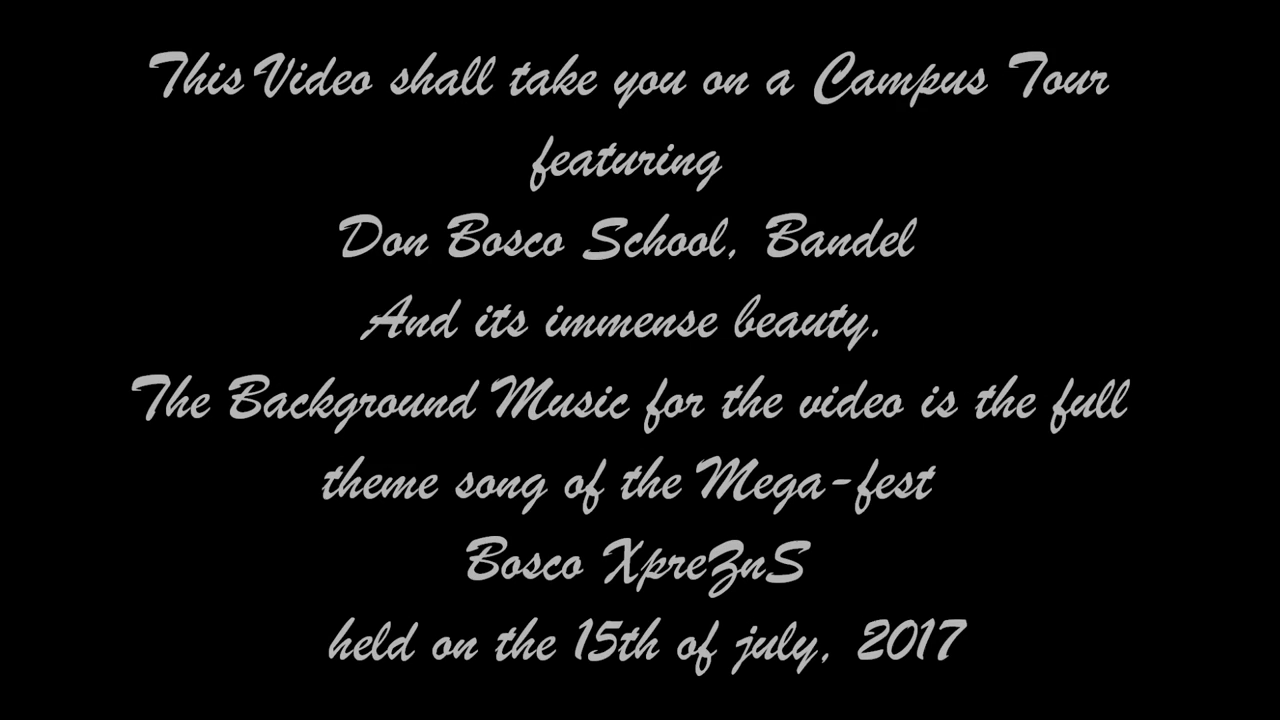 This Video shall take you on a Campus Tour
featuring
Don Bosco School, Bandel
And its immense beauty.
The Background Music for the video is the full
theme song of the Mega-fest
Bosco XpreZnS
held on the 15th of july, 2017